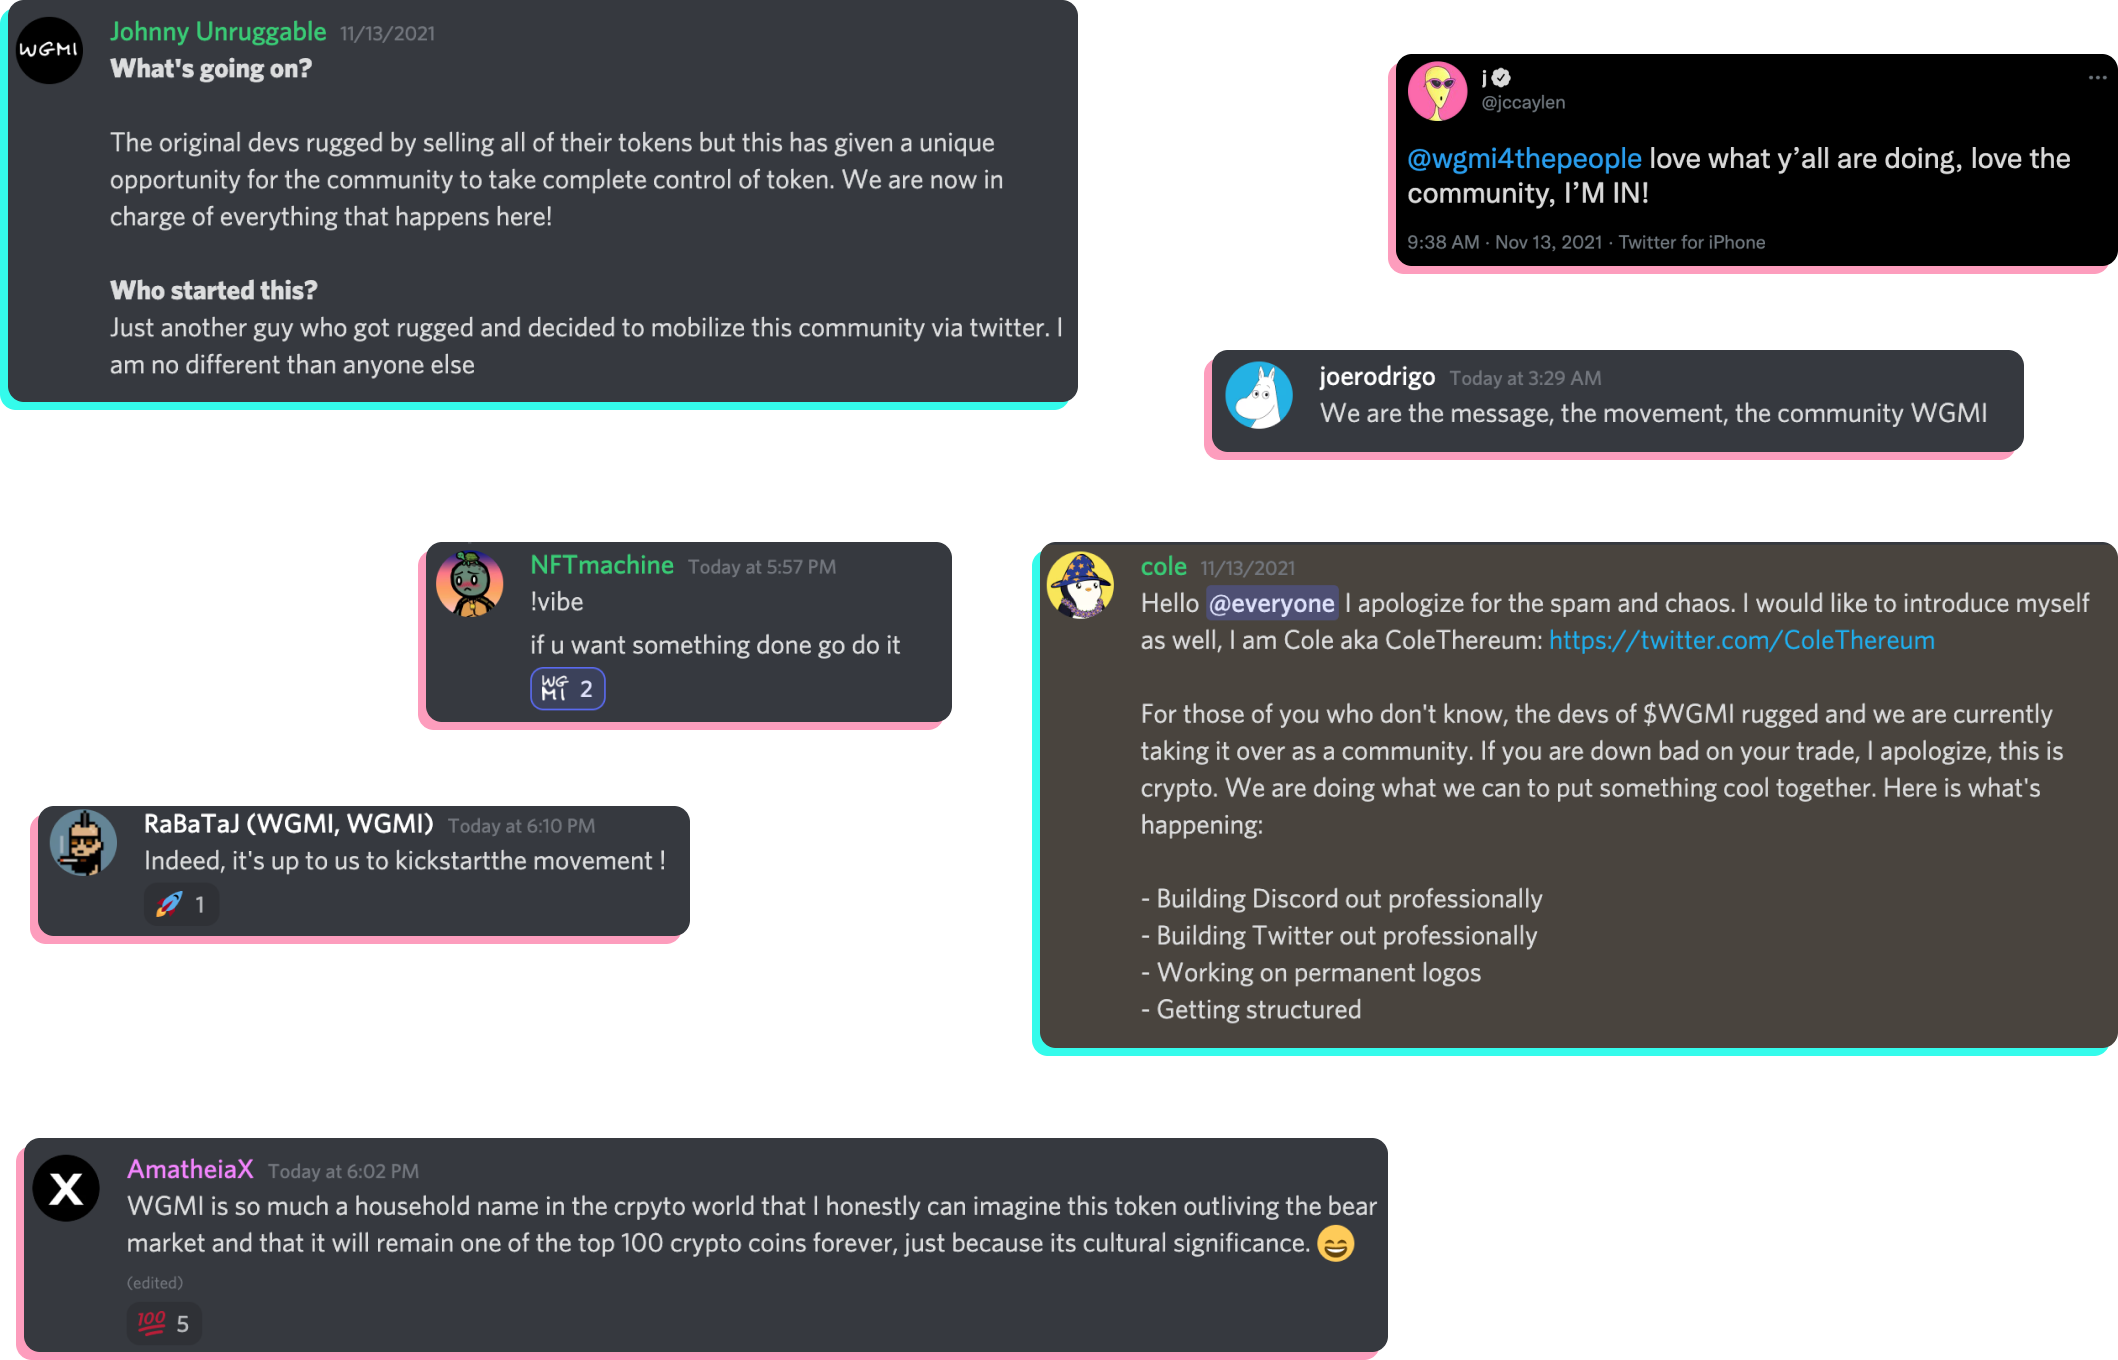 WGMI
Johnny Unruggable 11/13/2021
What's going on?
The original devs rugged by selling all of their tokens but this has given a unique
opportunity for the community to take complete control of token. We are now in
charge of everything that happens here!
Who started this?
Just another guy who got rugged and decided to mobilize this community via twitter. I
am no different than anyone else
j
@jccaylen
@wgmi4thepeople love what y’all are doing, love the
community, I’M IN!
9:38 AM · Nov 13, 2021 · Twitter for iPhone
joerodrigo Today at 3:29 AM
We are the message, the movement, the community WGMI
NFTmachine Today at 5:57 PM
!vibe
if u want something done go do it
WG
MI 2
cole 11/13/2021
Hello @everyone I apologize for the spam and chaos. I would like to introduce myself
as well, I am Cole aka ColeThereum: https://twitter.com/ColeThereum
For those of you who don't know, the devs of $WGMI rugged and we are currently
taking it over as a community. If you are down bad on your trade, I apologize, this is
crypto. We are doing what we can to put something cool together. Here is what's
happening:
- Building Discord out professionally
- Building Twitter out professionally
- Working on permanent logos
- Getting structured
RaBaTaJ (WGMI, WGMI) Today at 6:10 PM
Indeed, it's up to us to kickstartthe movement !
1
X
AmatheiaX Today at 6:02 PM
WGMI is so much a household name in the crpyto world that I honestly can imagine this token outliving the bear
market and that it will remain one of the top 100 crypto coins forever, just because its cultural significance. 😄
(edited)
💯 5